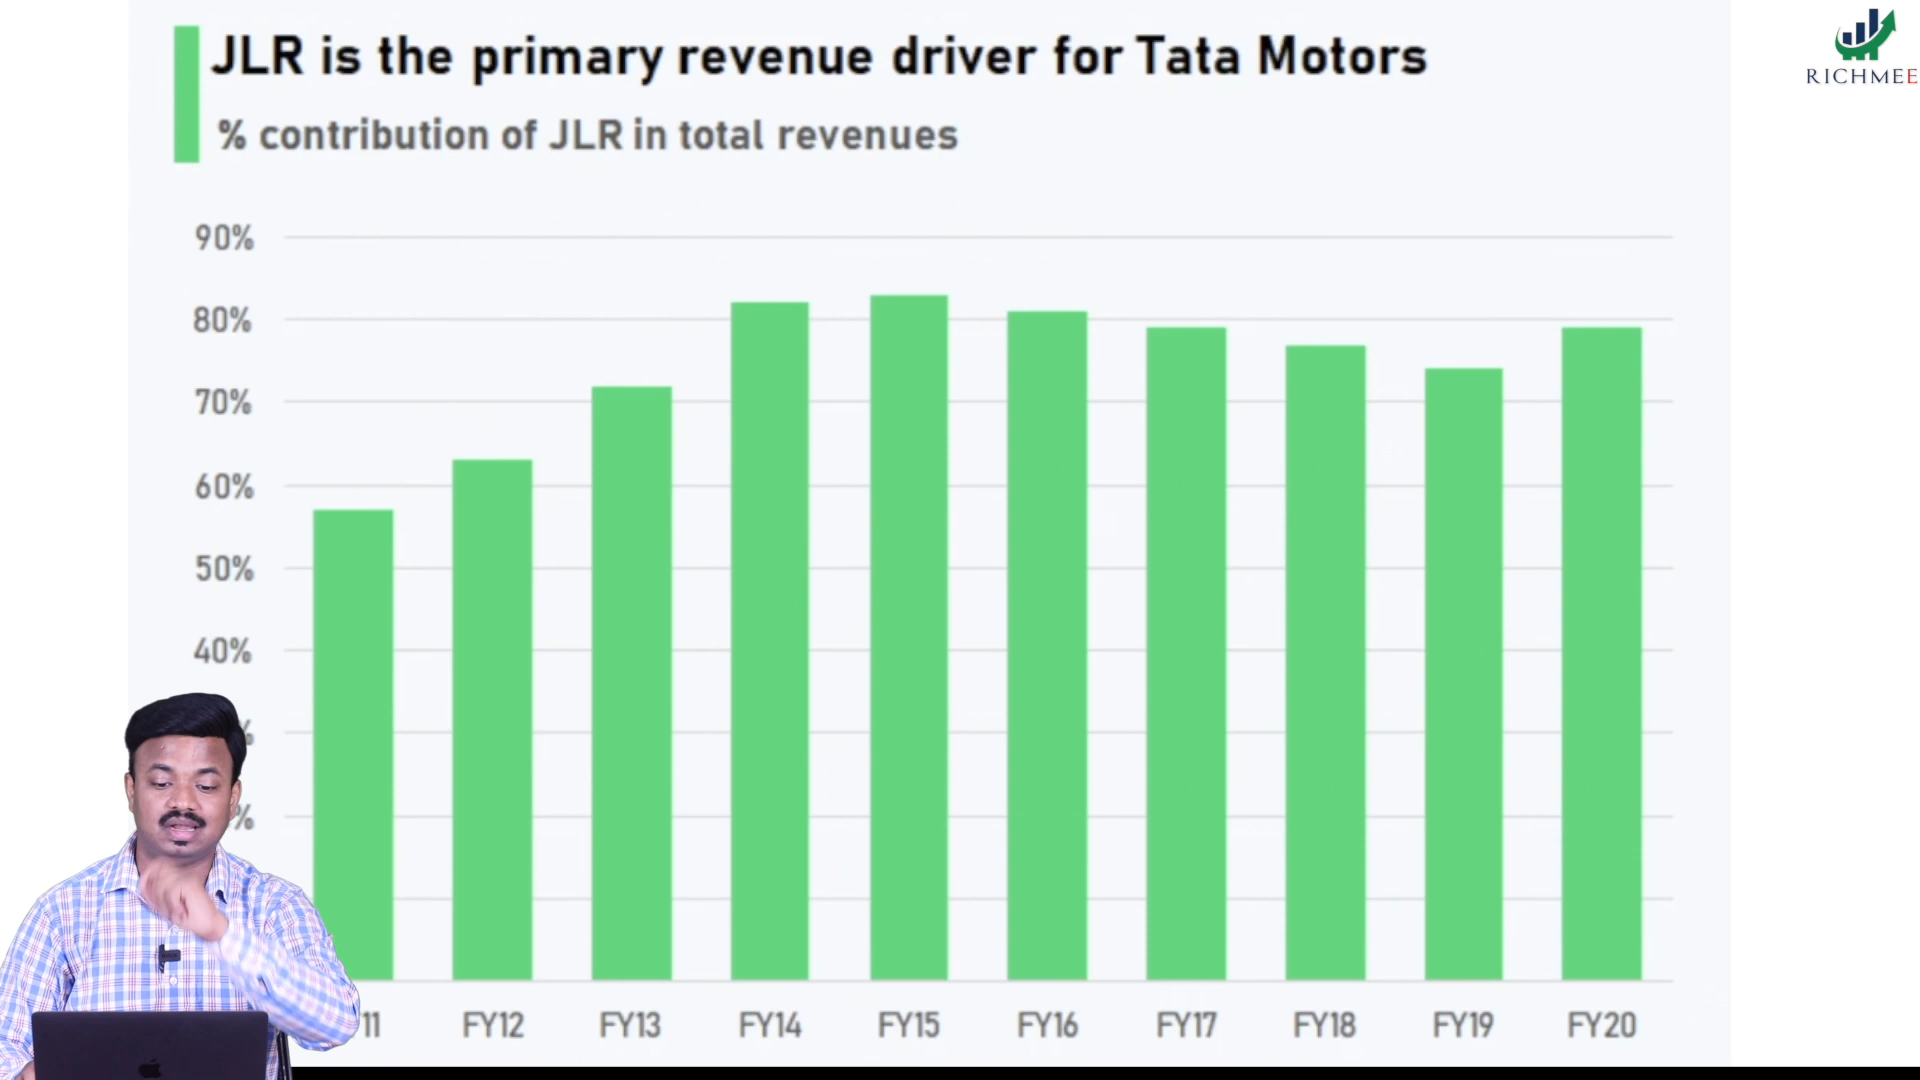 JLR is the primary revenue driver for Tata Motors
% contribution of JLR in total revenues
RICHMEE
90%
80%
70%
60%
50%
40%
%
%
11 FY12 FY13 FY14 FY15 FY16 FY17 FY18 FY19 FY20